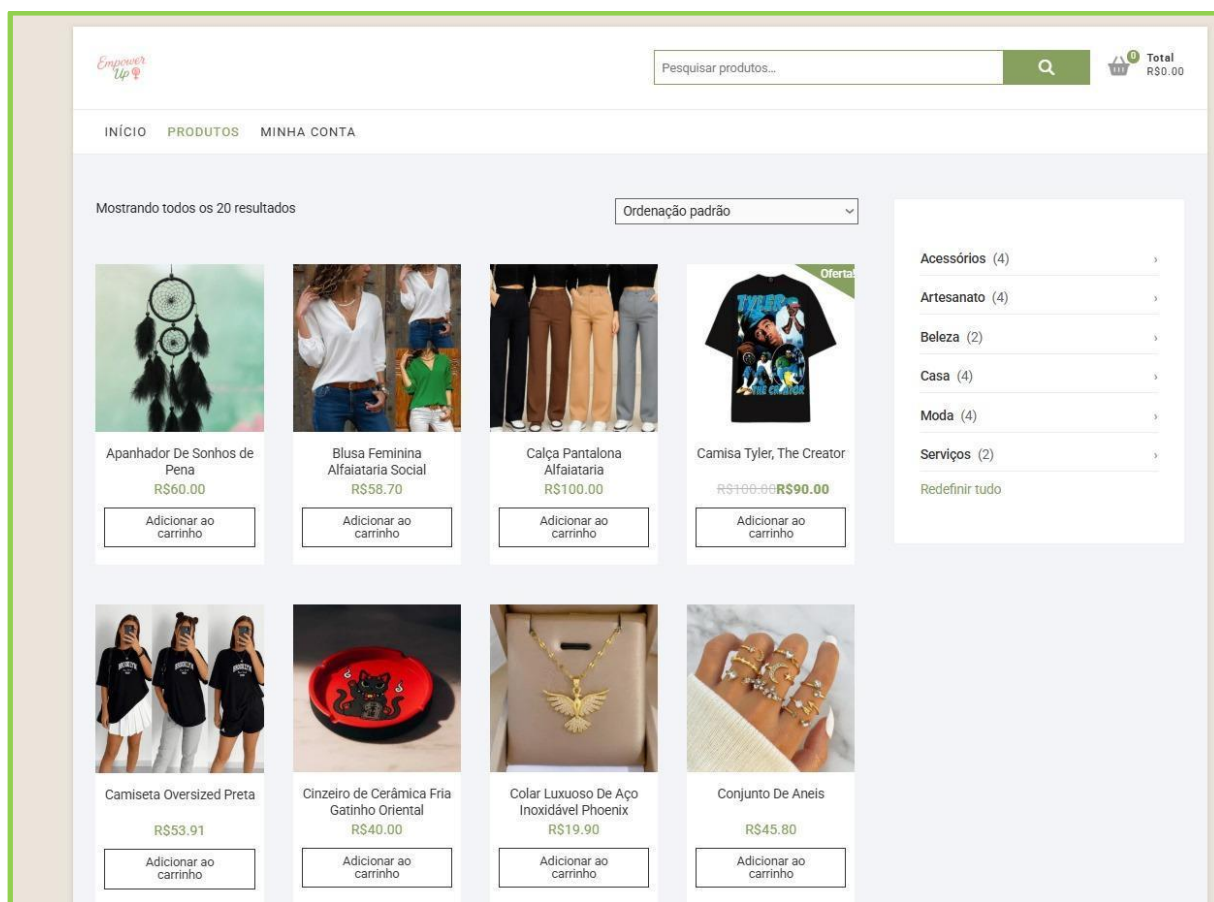 Empower
Up
Pesquisar produtos...
0
Total
R$0.00
INÍCIO PRODUTOS MINHA CONTA
Mostrando todos os 20 resultados
Ordenação padrão
Acessórios (4)
Artesanato (4)
Beleza (2)
Casa (4)
Moda (4)
Serviços (2)
Redefinir tudo
Apanhador De Sonhos de
Pena
R$60.00
Adicionar ao
carrinho
Blusa Feminina
Alfaiataria Social
R$58.70
Adicionar ao
carrinho
Calça Pantalona
Alfaiataria
R$100.00
Adicionar ao
carrinho
Oferta!
TYLER
THE CREATOR
Camisa Tyler, The Creator
R$100.00R$90.00
Adicionar ao
carrinho
BROOKLYN
Camiseta Oversized Preta
R$53.91
Adicionar ao
carrinho
Cinzeiro de Cerâmica Fria
Gatinho Oriental
R$40.00
Adicionar ao
carrinho
Colar Luxuoso De Aço
Inoxidável Phoenix
R$19.90
Adicionar ao
carrinho
Conjunto De Aneis
R$45.80
Adicionar ao
carrinho